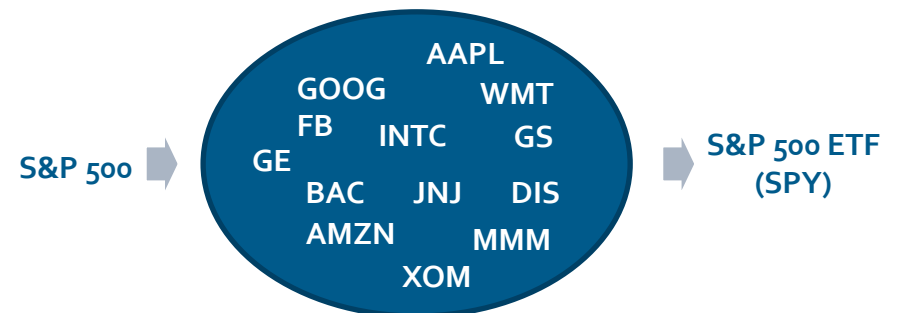 S&P 500
AAPL
GOOG
WMT
FB
INTC
GS
GE
BAC
JNJ
DIS
AMZN
MMM
XOM
S&P 500 ETF
(SPY)